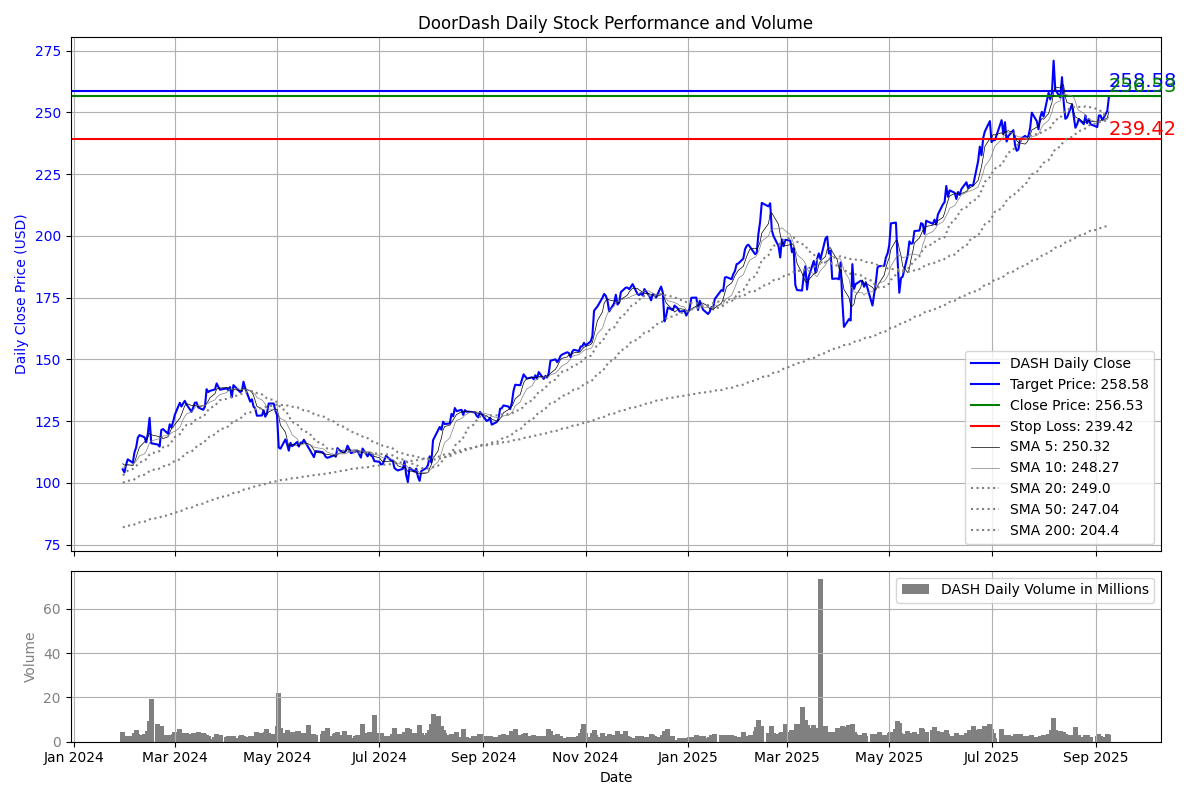 DoorDash Daily Stock Performance and Volume
275
250
225
200
175
150
125
100
75
Daily Close Price (USD)
258.58
256.53
239.42
DASH Daily Close
Target Price: 258.58
Close Price: 256.53
Stop Loss: 239.42
SMA 5: 250.32
SMA 10: 248.27
SMA 20: 249.0
SMA 50: 247.04
SMA 200: 204.4
DASH Daily Volume in Millions
60
40
20
0
Volume
Jan 2024 Mar 2024 May 2024 Jul 2024 Sep 2024 Nov 2024 Jan 2025 Mar 2025 May 2025 Jul 2025 Sep 2025
Date